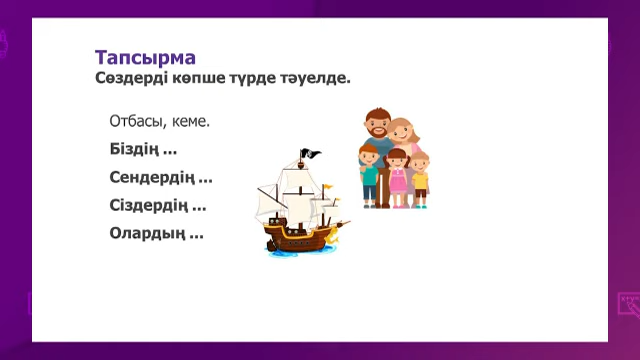 Тапсырма
Сөздерді көпше түрде тәуелде.
Отбасы, кеме.
Біздің ...
Сендердің ...
Сіздердің ...
Олардың ...